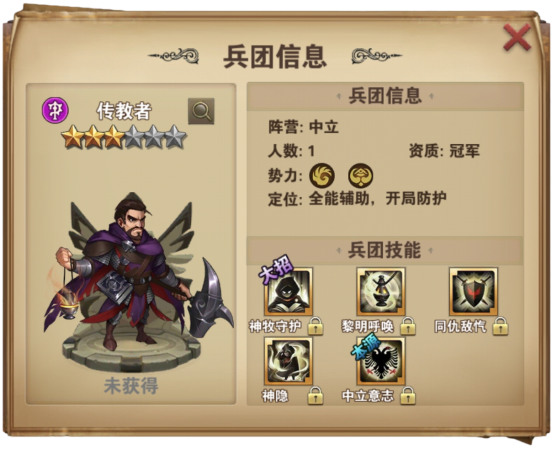 兵团信息
传教者
未获得
兵团信息
阵营: 中立
人数: 1 资质: 冠军
势力:
定位: 全能辅助，开局防护
兵团技能
大招
神牧守护 黎明呼唤 同仇敌忾
本源
神隐 中立意志